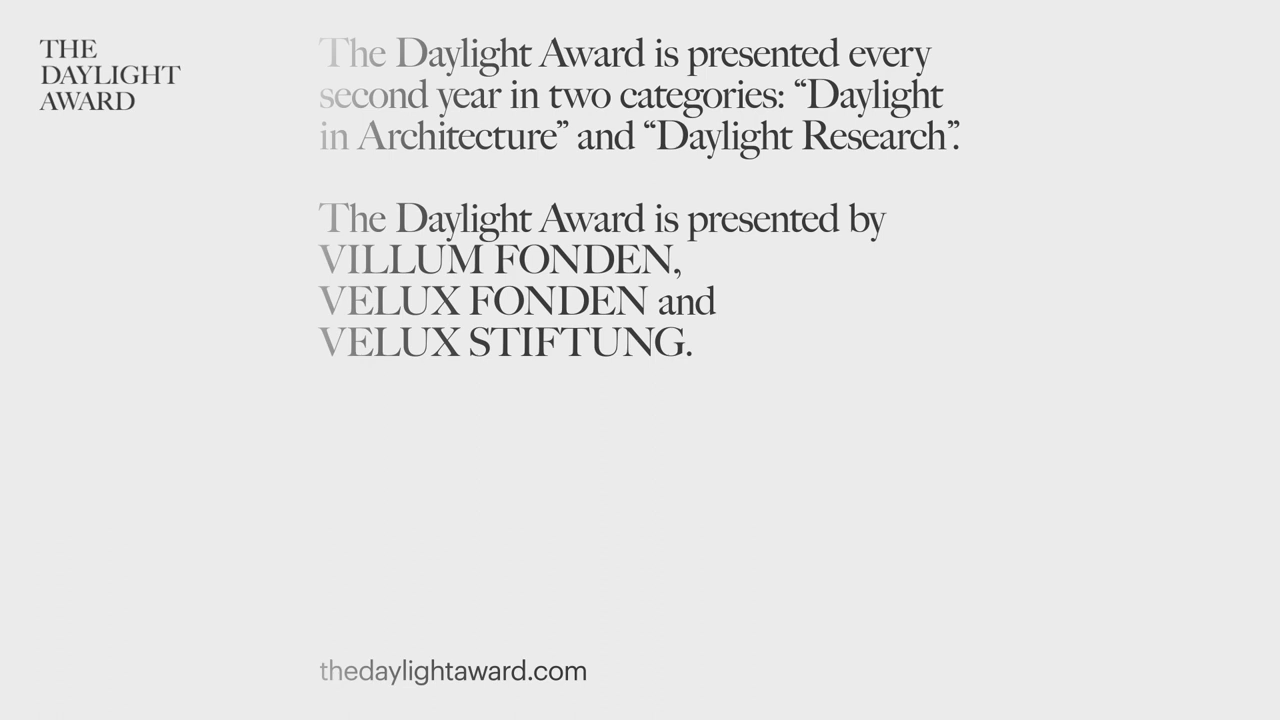 THE
DAYLIGHT
AWARD
The Daylight Award is presented every
second year in two categories: “Daylight
in Architecture” and “Daylight Research”.
The Daylight Award is presented by
VILLUM FONDEN,
VELUX FONDEN and
VELUX STIFTUNG.
thedaylightaward.com